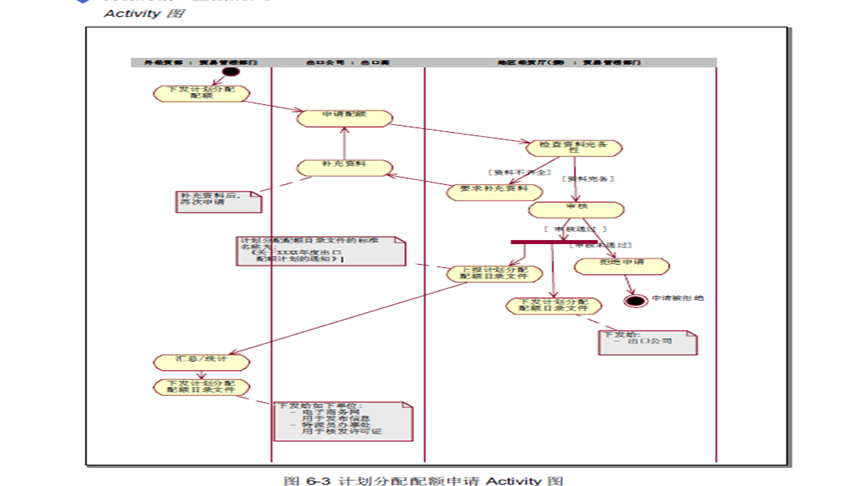 Activity 图
外经贸部 : 贸易管理部门
出口公司 : 出口商
地区经贸厅(委) : 贸易管理部门
下发计划分配
配额
申请配额
检查资料完备
性
[资料不齐全]
[资料完备]
补充资料
要求补充资料
补充资料后,
再次申请
审核
[ 审核通过 ]
[审核未通过]
计划分配配额目录文件的标准
名称为:
《关于XXXX年度出口
配额计划的通知》
上报计划分配
配额目录文件
拒绝申请
申请被拒绝
下发计划分配
配额目录文件
下发给:
- 出口公司
汇总/统计
下发计划分配
配额目录文件
下发给如下单位:
- 电子商务网
用于发布信息
- 特派员办事处
用于核发许可证
图 6-3 计划分配配额申请 Activity 图